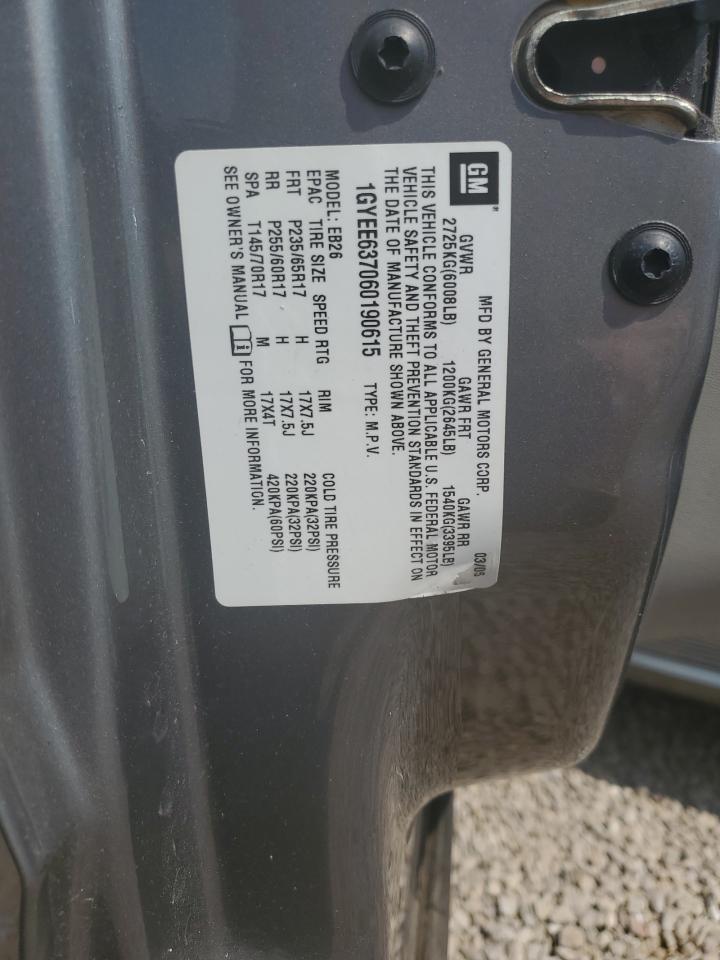 GM
MFD BY GENERAL MOTORS CORP. 03/06
GVWR GAWR FRT GAWR RR
2725KG(6008LB) 1200KG(2645LB) 1540KG(3395LB)
THIS VEHICLE CONFORMS TO ALL APPLICABLE U.S. FEDERAL MOTOR
VEHICLE SAFETY AND THEFT PREVENTION STANDARDS IN EFFECT ON
THE DATE OF MANUFACTURE SHOWN ABOVE.
1GYEE637060190615 TYPE: M.P.V.
MODEL: EB26
EPAC TIRE SIZE SPEED RTG RIM COLD TIRE PRESSURE
FRT P235/65R17 H 17X7.5J 220KPA(32PSI)
RR P255/60R17 H 17X7.5J 220KPA(32PSI)
SPA T145/70R17 M 17X4T 420KPA(60PSI)
SEE OWNER'S MANUAL i FOR MORE INFORMATION.